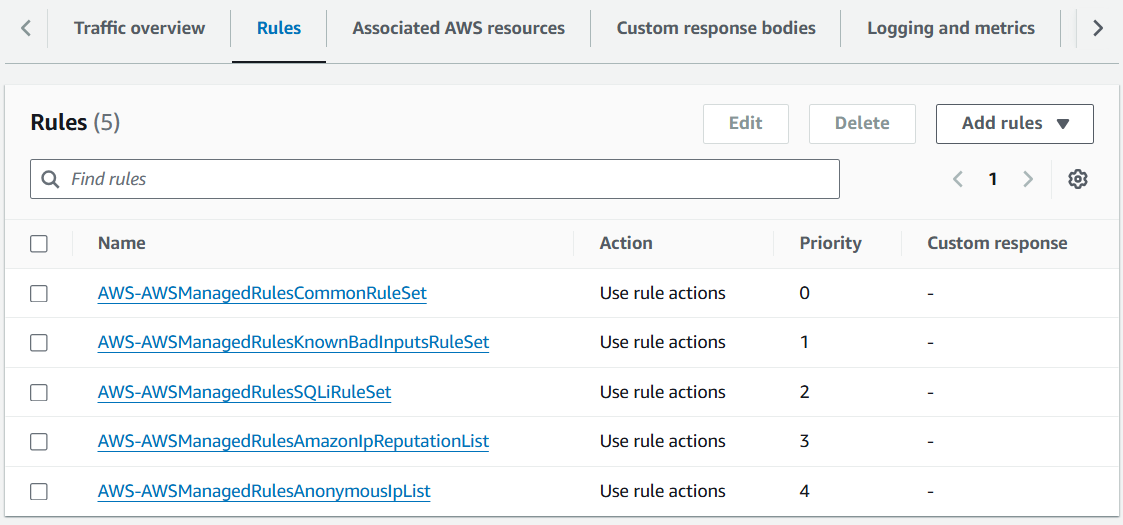 Traffic overview Rules Associated AWS resources Custom response bodies Logging and metrics
Rules (5) Edit Delete Add rules
Find rules 1
Name Action Priority Custom response
AWS-AWSManagedRulesCommonRuleSet Use rule actions 0 -
AWS-AWSManagedRulesKnownBadInputsRuleSet Use rule actions 1 -
AWS-AWSManagedRulesSQLiRuleSet Use rule actions 2 -
AWS-AWSManagedRulesAmazonIpReputationList Use rule actions 3 -
AWS-AWSManagedRulesAnonymousIpList Use rule actions 4 -